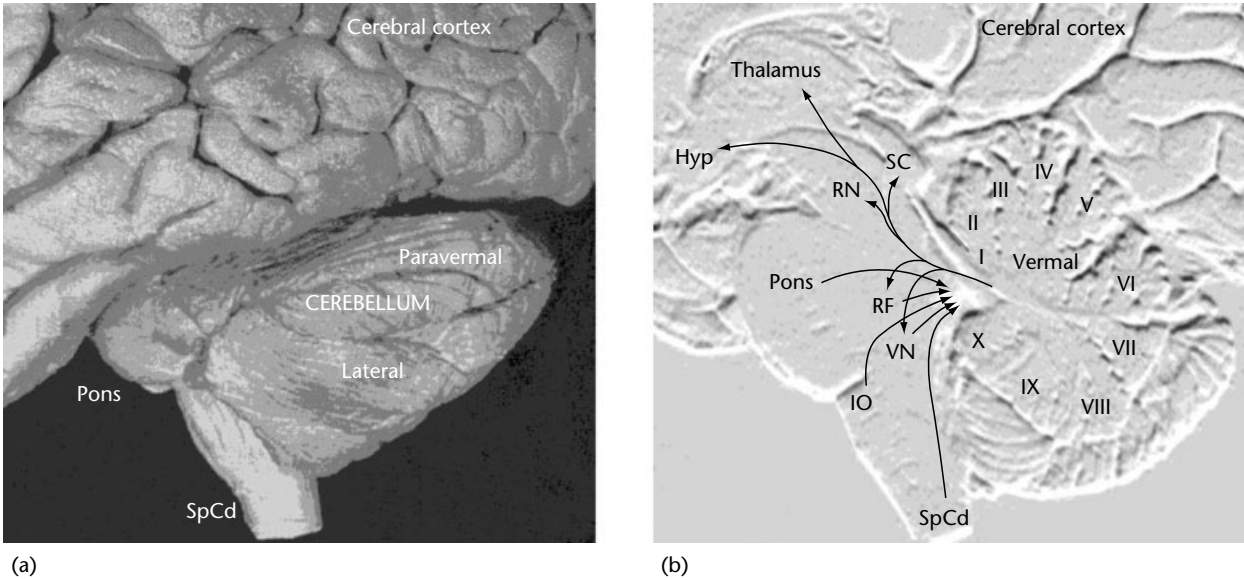 Cerebral cortex
Paravermal
CEREBELLUM
Lateral
Pons
SpCd
(a)
Cerebral cortex
Thalamus
Hyp
SC
RN
IV
III
V
II
I
Vermal
VI
Pons
RF
VN
X
VII
IX
VIII
IO
SpCd
(b)